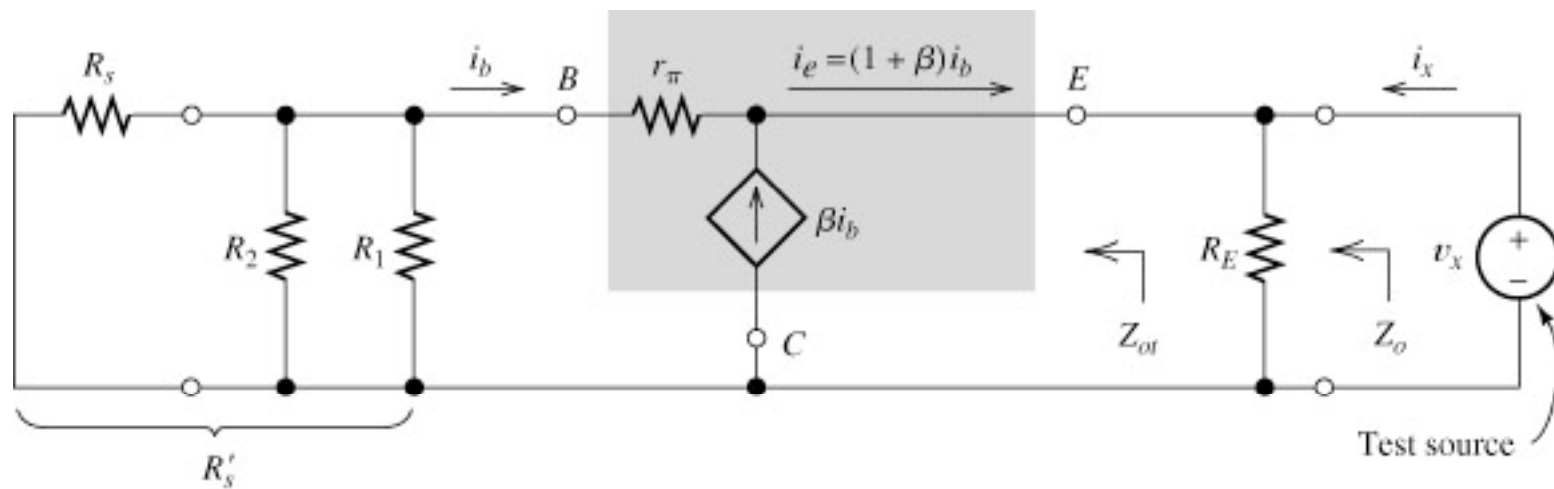 Rs
ib
B
rπ
ie = (1 + β)ib
E
ix
R2
R1
βib
C
Zot
RE
Zo
vx
+
−
R's
Test source